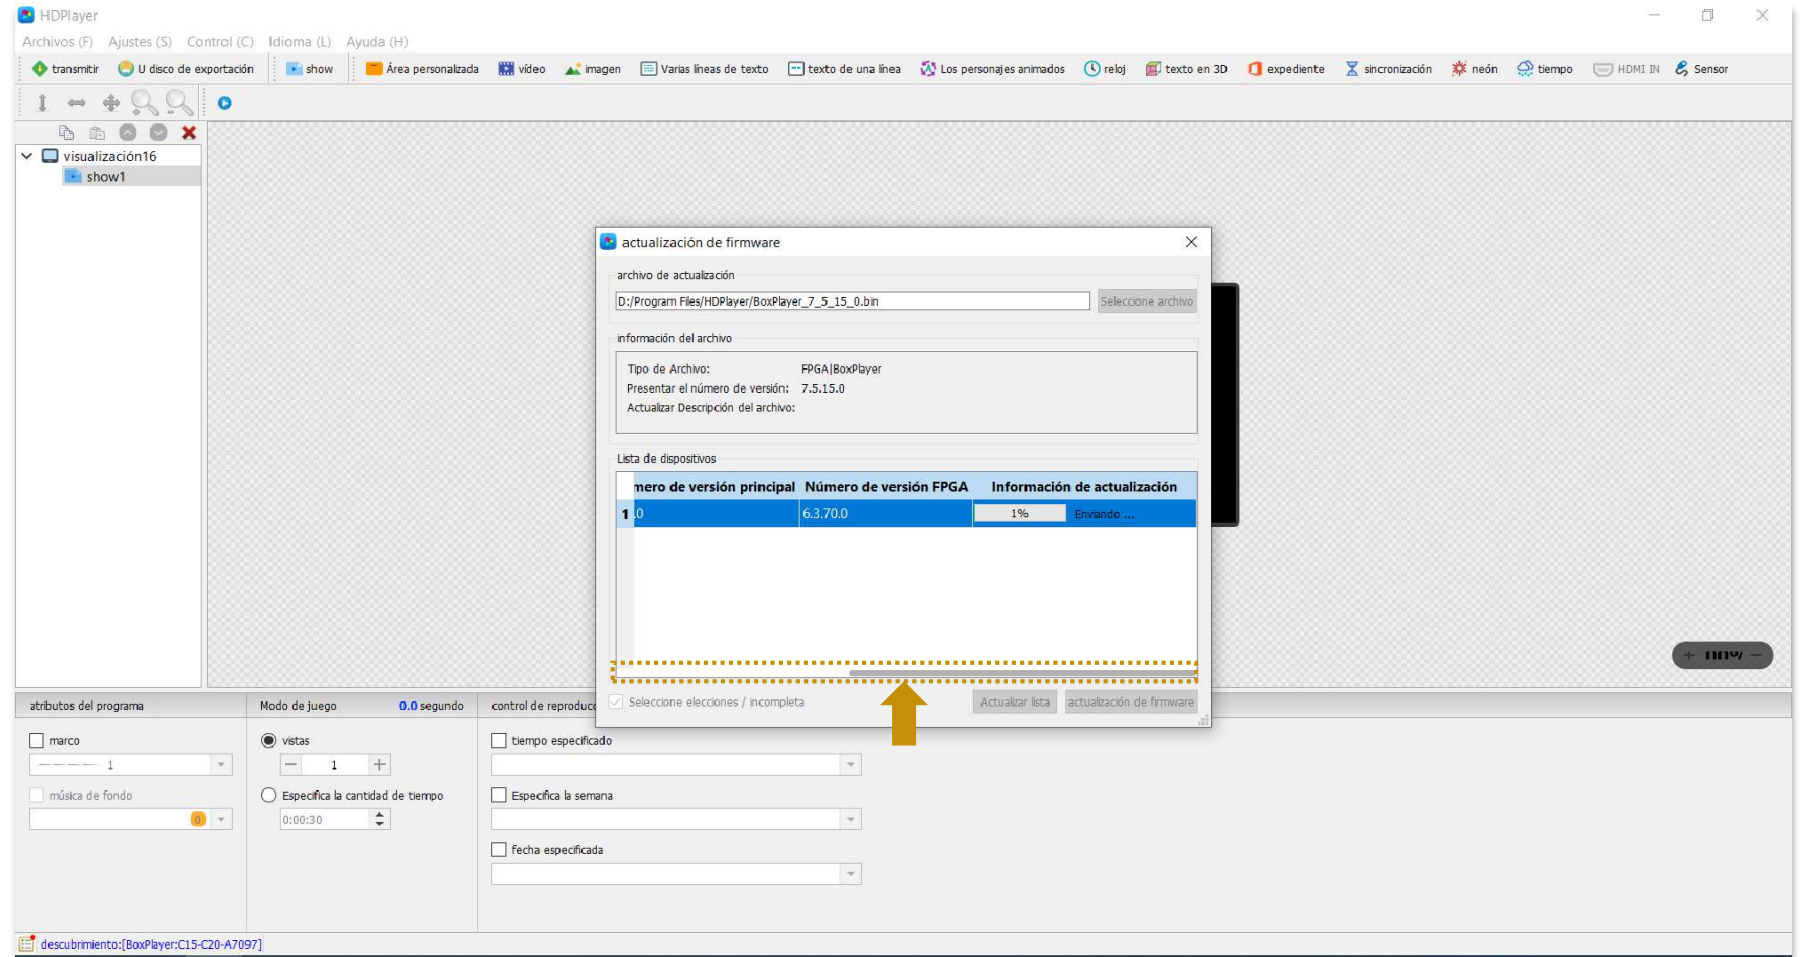 HDPlayer
Archivos (F) Ajustes (S) Control (C) Idioma (L) Ayuda (H)
transmitir U disco de exportación show Área personalizada vídeo imagen Varias líneas de texto texto de una línea Los personajes animados reloj texto en 3D expediente sincronización neón tiempo HDMI IN Sensor
visualización16
show1
actualización de firmware
archivo de actualización
D:/Program Files/HDPlayer/BoxPlayer_7_5_15_0.bin Seleccione archivo
información del archivo
Tipo de Archivo: FPGA|BoxPlayer
Presentar el número de versión: 7.5.15.0
Actualizar Descripción del archivo:
Lista de dispositivos
mero de versión principal Número de versión FPGA Información de actualización
1 .0 6.3.70.0 1% Enviando ...
Seleccione elecciones / incompleta Actualizar lista actualización de firmware
atributos del programa Modo de juego 0.0 segundo control de reproduc
marco vistas tiempo especificado
1 1
música de fondo Especifica la cantidad de tiempo Especifica la semana
0 0:00:30
fecha especificada
descubrimiento:[BoxPlayer:C15-C20-A7097]